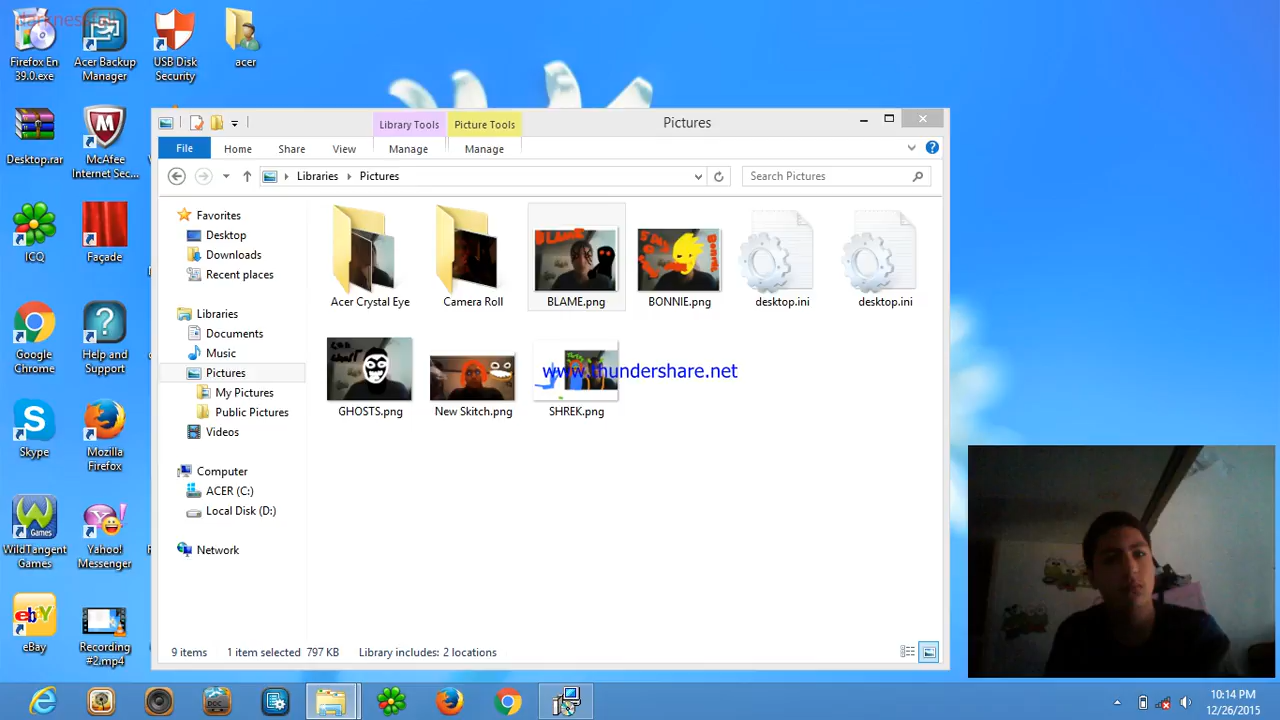 darkness
Firefox En
39.0.exe
Acer Backup
Manager
USB Disk
Security
acer
Desktop.rar
McAfee
Internet Sec...
ICQ
Façade
Google
Chrome
Help and
Support
Skype
Mozilla
Firefox
WildTangent
Games
Yahoo!
Messenger
eBay
Recording
#2.mp4
Library Tools
Picture Tools
Pictures
File
Home
Share
View
Manage
Manage
Libraries
Pictures
Search Pictures
Favorites
Desktop
Downloads
Recent places
Libraries
Documents
Music
Pictures
My Pictures
Public Pictures
Videos
Computer
ACER (C:)
Local Disk (D:)
Network
Acer Crystal Eye
Camera Roll
BLAME
BLAME.png
BONNIE.png
desktop.ini
desktop.ini
GHOSTS.png
New Skitch.png
SHREK.png
www.thundershare.net
9 items
1 item selected 797 KB
Library includes: 2 locations
10:14 PM
12/26/2015